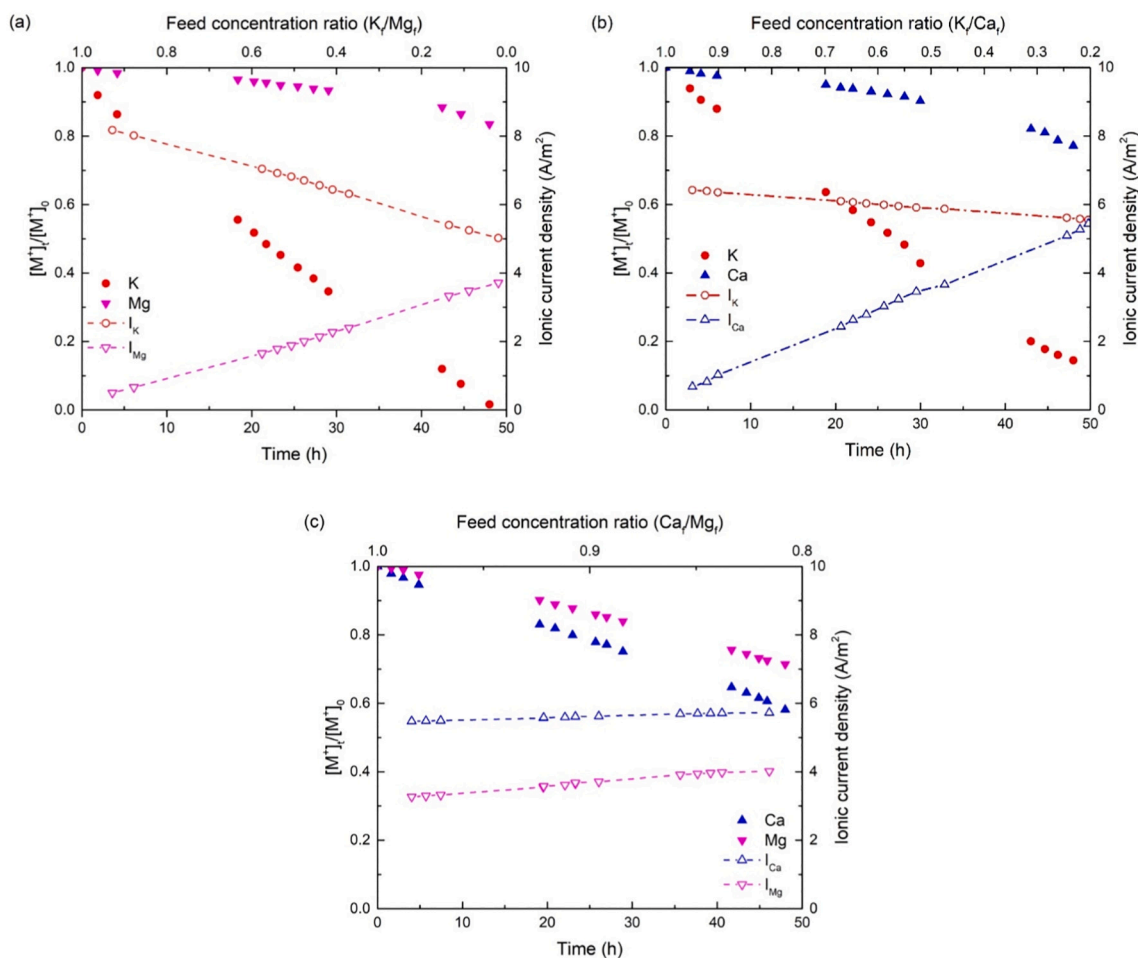 (a)
Feed concentration ratio (K_f/Mg_f)
1.0 0.8 0.6 0.4 0.2 0.0
1.0 0.8 0.6 0.4 0.2 0.0
[M⁺]_t/[M⁺]_0
10 8 6 4 2 0
Ionic current density (A/m²)
K
Mg
I_K
I_Mg
0 10 20 30 40 50
Time (h)
(b)
Feed concentration ratio (K_f/Ca_f)
1.0 0.9 0.8 0.7 0.6 0.5 0.4 0.3 0.2
1.0 0.8 0.6 0.4 0.2 0.0
[M⁺]_t/[M⁺]_0
10 8 6 4 2 0
Ionic current density (A/m²)
K
Ca
I_K
I_Ca
0 10 20 30 40 50
Time (h)
(c)
Feed concentration ratio (Ca_f/Mg_f)
1.0 0.9 0.8
1.0 0.8 0.6 0.4 0.2 0.0
[M⁺]_t/[M⁺]_0
10 8 6 4 2 0
Ionic current density (A/m²)
Ca
Mg
I_Ca
I_Mg
0 10 20 30 40 50
Time (h)